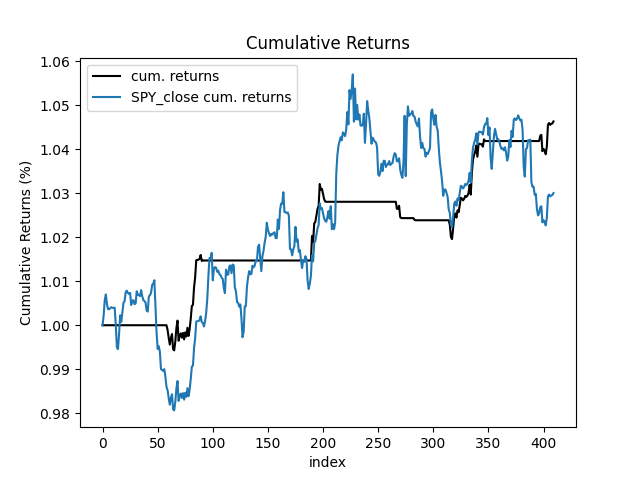 Cumulative Returns
cum. returns
SPY_close cum. returns
Cumulative Returns (%)
1.06
1.05
1.04
1.03
1.02
1.01
1.00
0.99
0.98
0 50 100 150 200 250 300 350 400
index